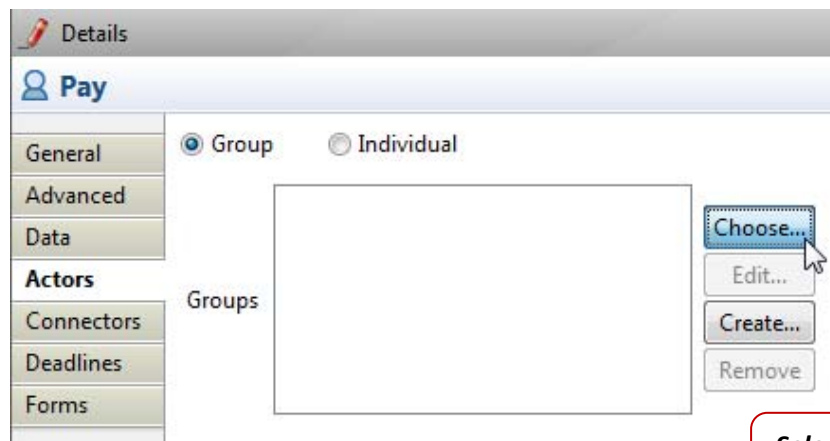 Details
Pay
General
Advanced
Data
Actors
Connectors
Deadlines
Forms
Group Individual
Groups
Choose...
Edit...
Create...
Remove